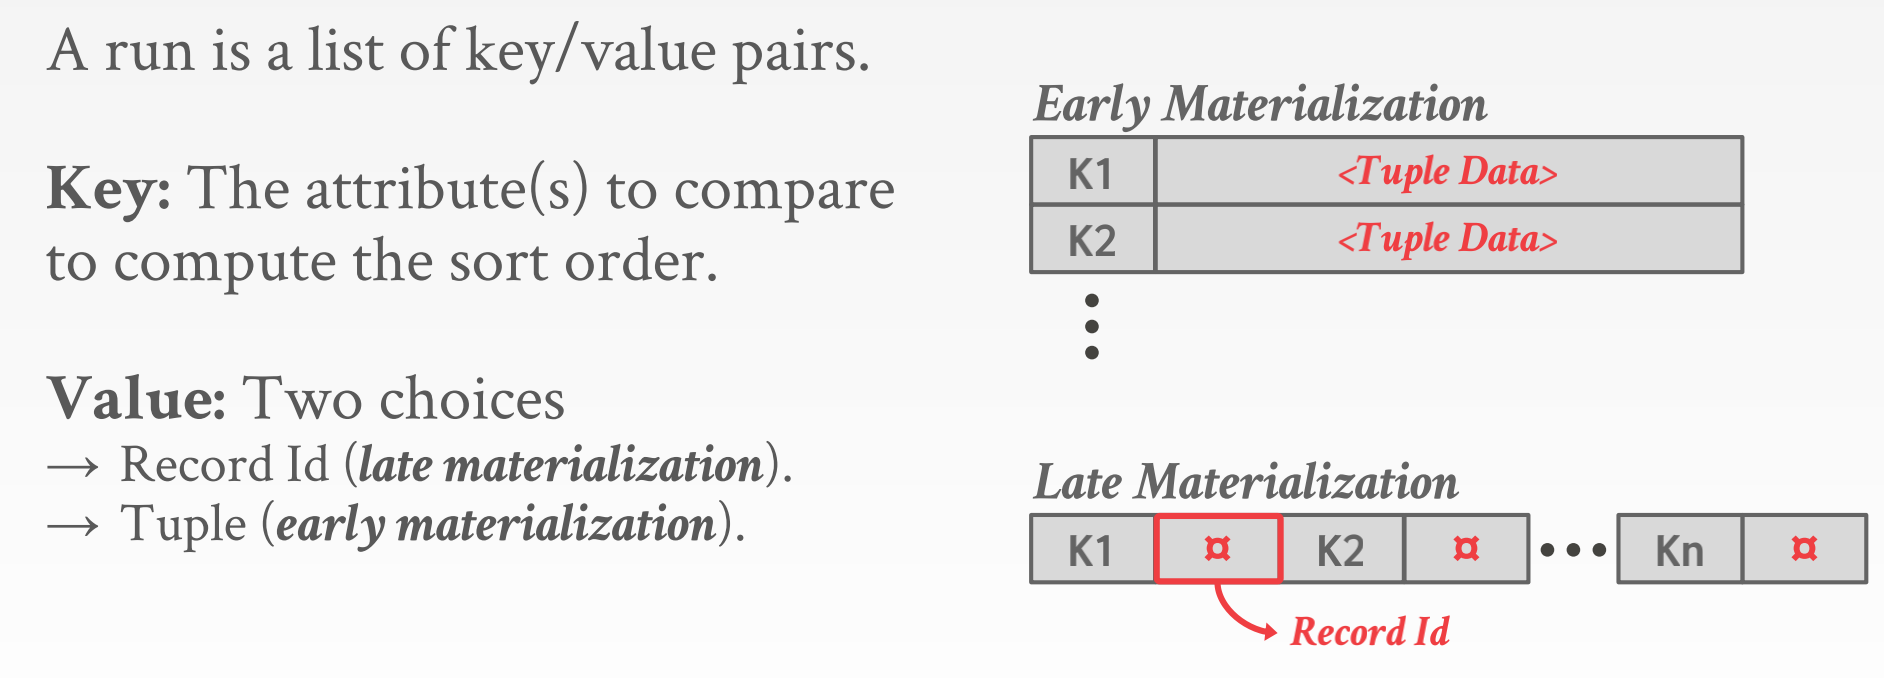 A run is a list of key/value pairs.
Key: The attribute(s) to compare
to compute the sort order.
Value: Two choices
→ Record Id (late materialization).
→ Tuple (early materialization).
Early Materialization
K1 <Tuple Data>
K2 <Tuple Data>
Late Materialization
K1 ¤ K2 ¤ ••• Kn ¤
Record Id